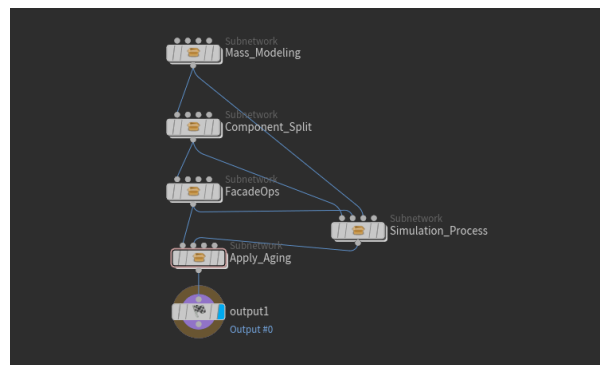 Subnetwork
Mass_Modeling
Subnetwork
Component_Split
Subnetwork
FacadeOps
Subnetwork
Simulation_Process
Subnetwork
Apply_Aging
output1
Output #0